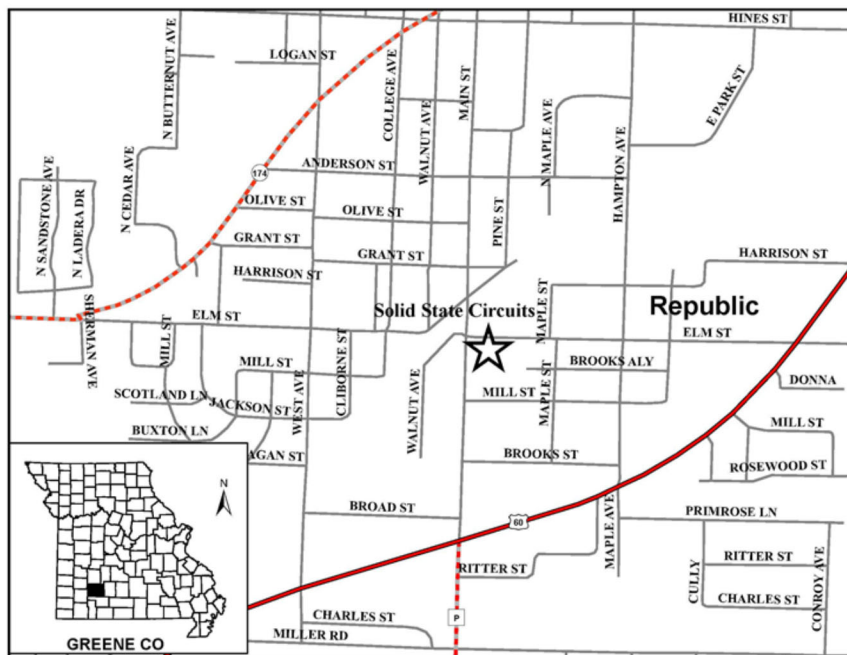 HINES ST
LOGAN ST
N BUTTERNUT AVE
COLLEGE AVE
MAIN ST
E PARK ST
WALNUT AVE
N MAPLE AVE
HAMPTON AVE
N CEDAR AVE
174
ANDERSON ST
N SANDSTONE AVE
N LADERA DR
OLIVE ST
OLIVE ST
PINE ST
GRANT ST
GRANT ST
HARRISON ST
HARRISON ST
SHERMAN AVE
ELM ST
Solid State Circuits
MAPLE ST
Republic
ELM ST
MILL ST
MILL ST
BROOKS ALY
CLIBORNE ST
WEST AVE
WALNUT AVE
MAPLE ST
DONNA
SCOTLAND LN
JACKSON ST
MILL ST
MILL ST
BUXTON LN
AGAN ST
BROOKS ST
ROSEWOOD ST
N
BROAD ST
60
MAPLE AVE
PRIMROSE LN
RITTER ST
RITTER ST
CULLY
CONROY AVE
CHARLES ST
CHARLES ST
P
MILLER RD
GREENE CO